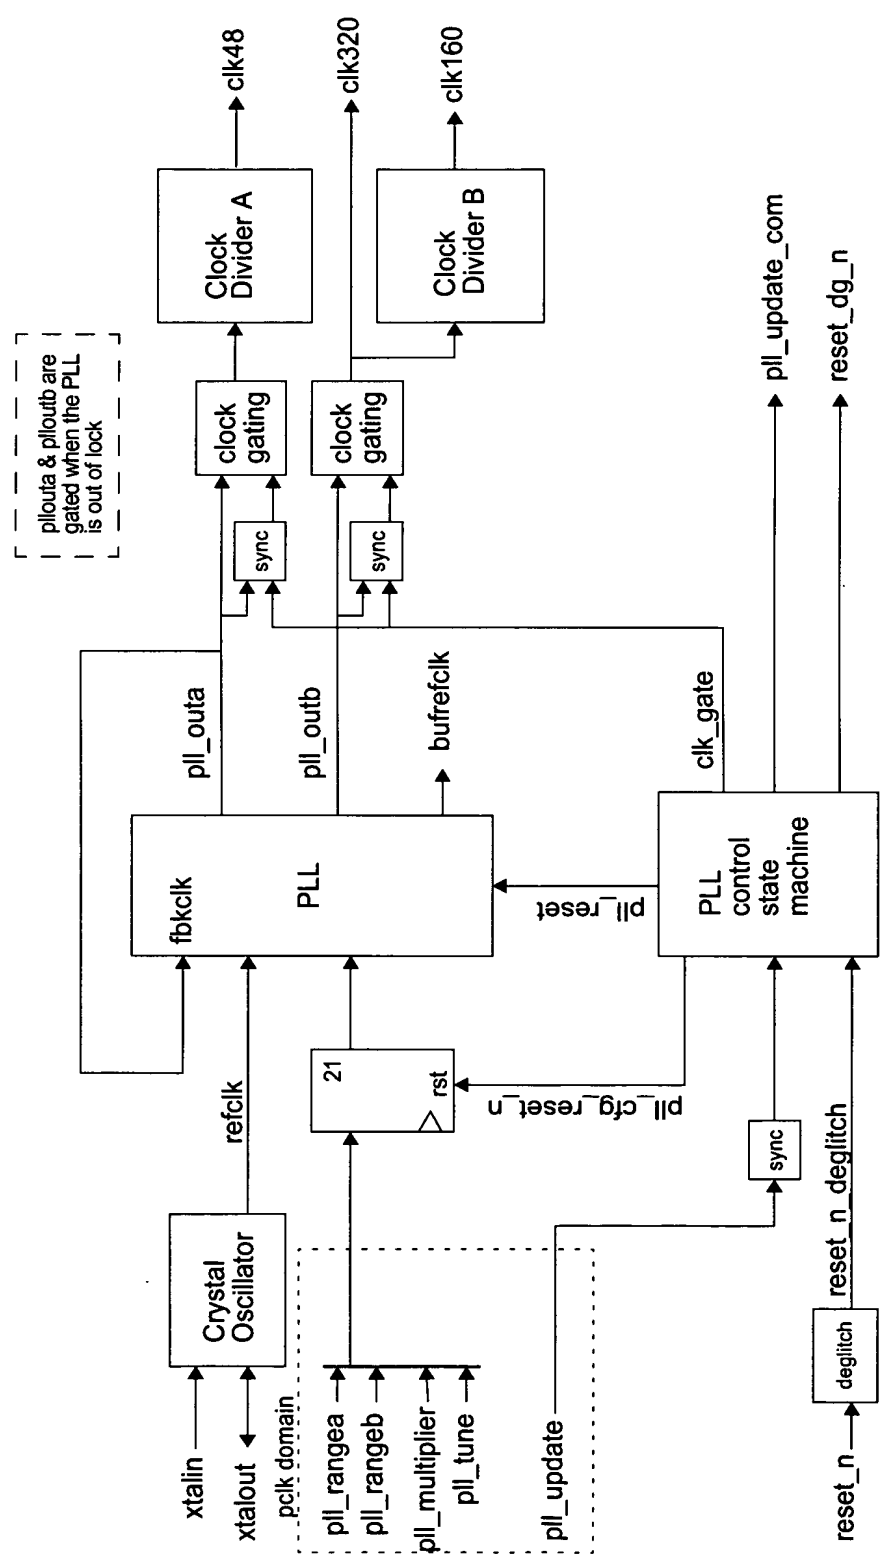 pllouta & plloutb are
gated when the PLL
is out of lock
xtalin
xtalout
Crystal
Oscillator
refclk
fbkclk
PLL
pll_outa
pll_outb
bufrefclk
sync
clock
gating
Clock
Divider A
clk48
sync
clock
gating
clk320
Clock
Divider B
clk160
pclk domain
pll_rangea
pll_rangeb
pll_multiplier
pll_tune
21
rst
pll_cfg_reset_n
pll_reset
pll_update
sync
PLL
control
state
machine
clk_gate
pll_update_com
reset_dg_n
reset_n
deglitch
reset_n_deglitch